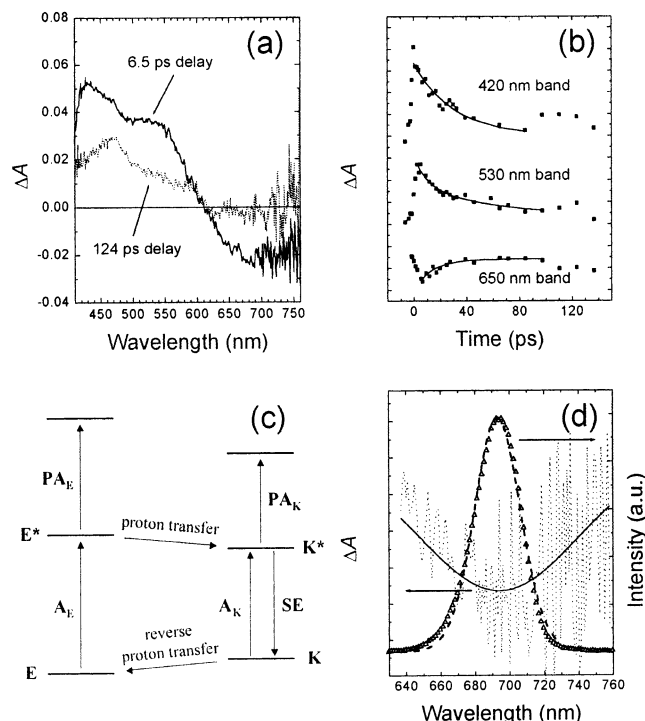 (a)
0.08
0.06
0.04
0.02
0.00
-0.02
-0.04
ΔA
6.5 ps delay
124 ps delay
450 500 550 600 650 700 750
Wavelength (nm)
(b)
ΔA
420 nm band
530 nm band
650 nm band
0 40 80 120
Time (ps)
(c)
PA_E
PA_K
E*
proton transfer
K*
A_E
A_K
SE
reverse
proton transfer
E
K
(d)
ΔA
Intensity (a.u.)
640 660 680 700 720 740 760
Wavelength (nm)